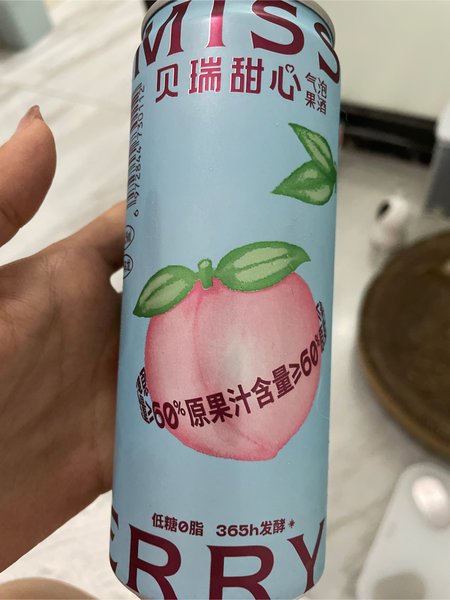 MISS
贝瑞甜心 气泡果酒
≥60%原果汁含量≥60%
低糖0脂 365h发酵
ERRY